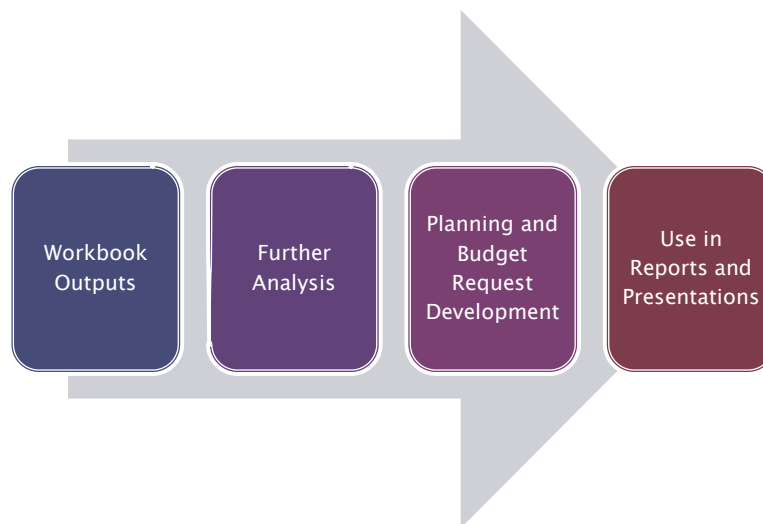 Workbook
Outputs
Further
Analysis
Planning and
Budget
Request
Development
Use in
Reports and
Presentations